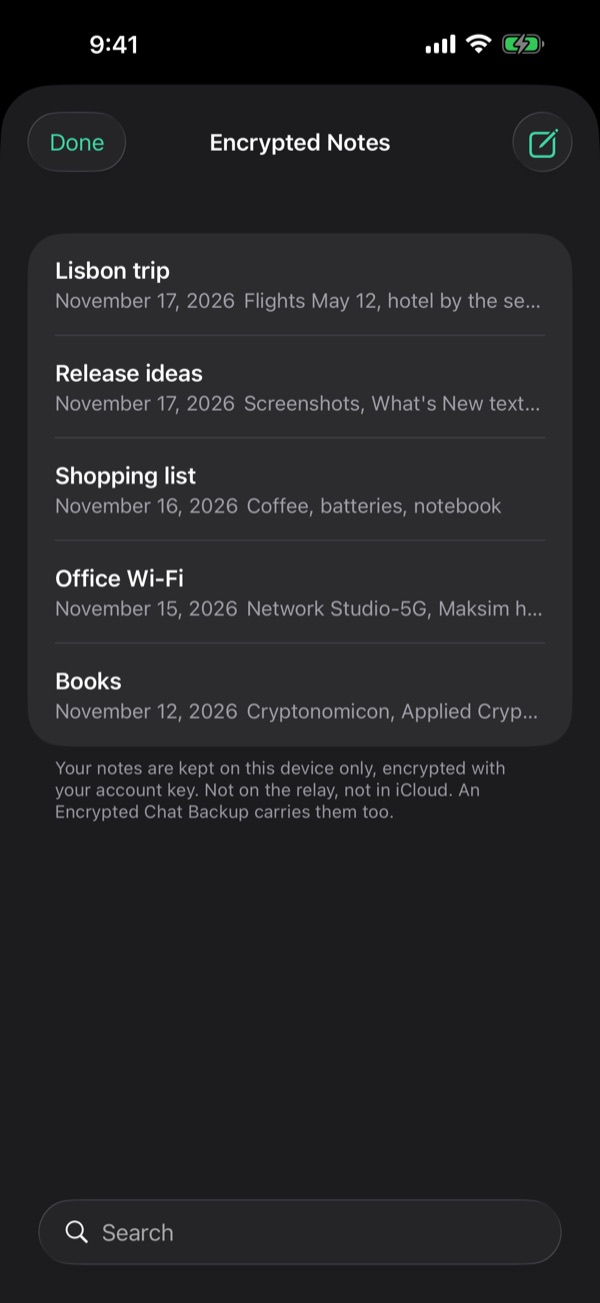 9:41
Done
Encrypted Notes
Lisbon trip
November 17, 2026 Flights May 12, hotel by the se...
Release ideas
November 17, 2026 Screenshots, What's New text...
Shopping list
November 16, 2026 Coffee, batteries, notebook
Office Wi-Fi
November 15, 2026 Network Studio-5G, Maksim h...
Books
November 12, 2026 Cryptonomicon, Applied Cryp...
Your notes are kept on this device only, encrypted with
your account key. Not on the relay, not in iCloud. An
Encrypted Chat Backup carries them too.
Search